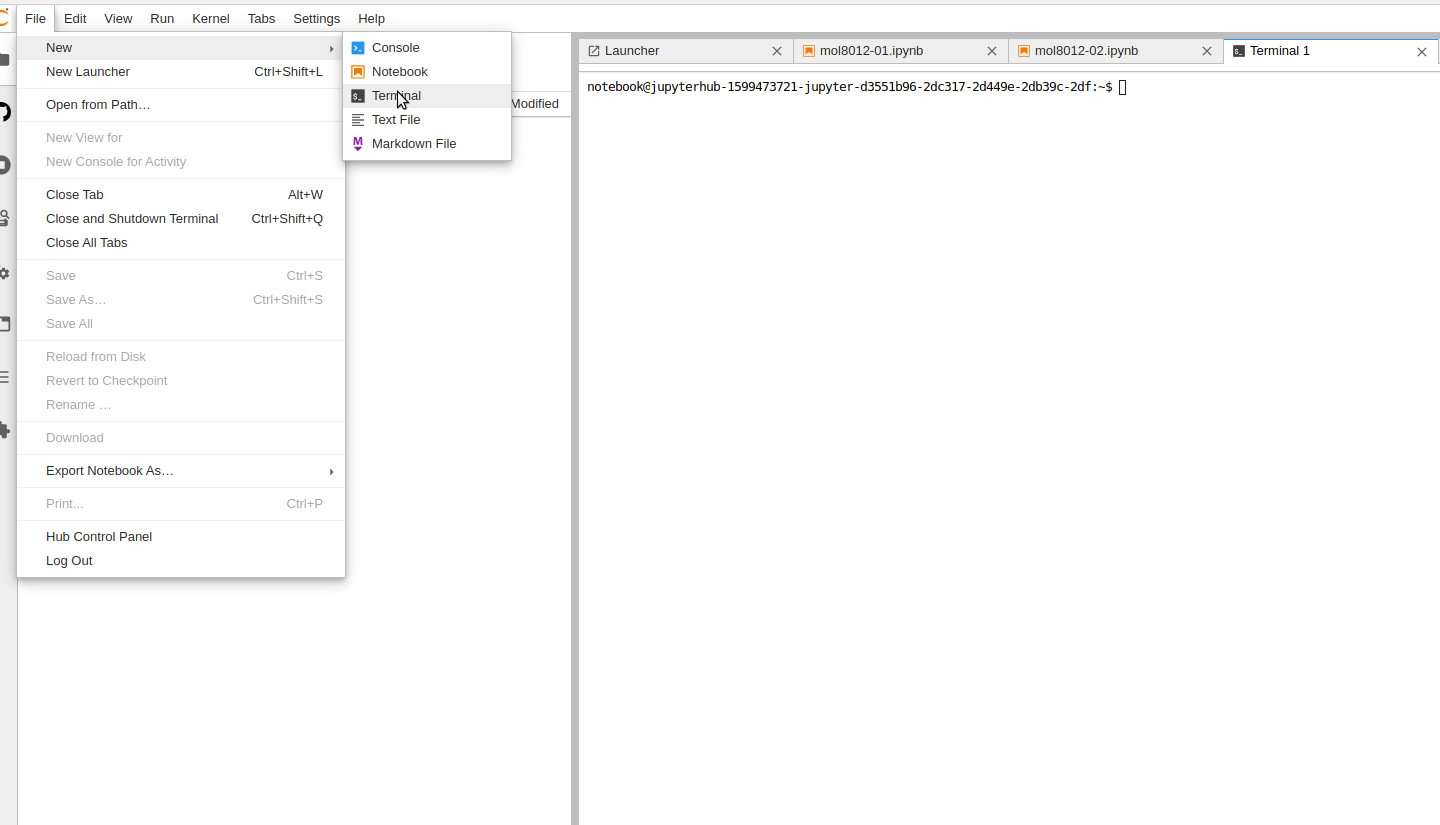 File Edit View Run Kernel Tabs Settings Help
New
New Launcher Ctrl+Shift+L
Open from Path…
New View for
New Console for Activity
Close Tab Alt+W
Close and Shutdown Terminal Ctrl+Shift+Q
Close All Tabs
Save Ctrl+S
Save As… Ctrl+Shift+S
Save All
Reload from Disk
Revert to Checkpoint
Rename …
Download
Export Notebook As…
Print... Ctrl+P
Hub Control Panel
Log Out
Console
Notebook
Terminal
Text File
Markdown File
Modified
Launcher mol8012-01.ipynb mol8012-02.ipynb Terminal 1
notebook@jupyterhub-1599473721-jupyter-d3551b96-2dc317-2d449e-2db39c-2df:~$